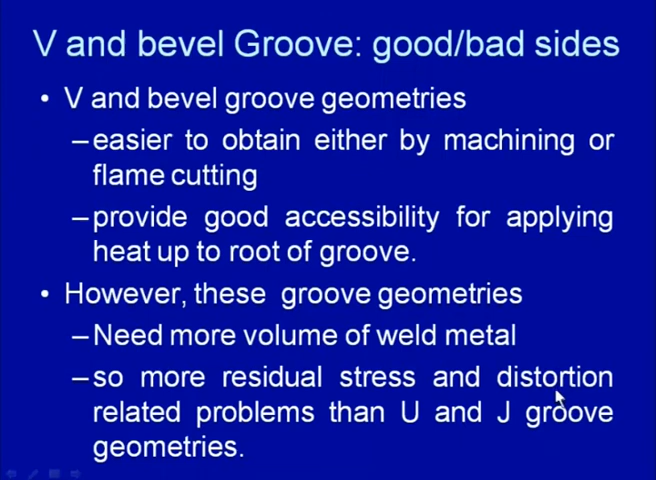 V and bevel Groove: good/bad sides
• V and bevel groove geometries
–easier to obtain either by machining or
flame cutting
–provide good accessibility for applying
heat up to root of groove.
• However, these groove geometries
–Need more volume of weld metal
–so more residual stress and distortion
related problems than U and J groove
geometries.